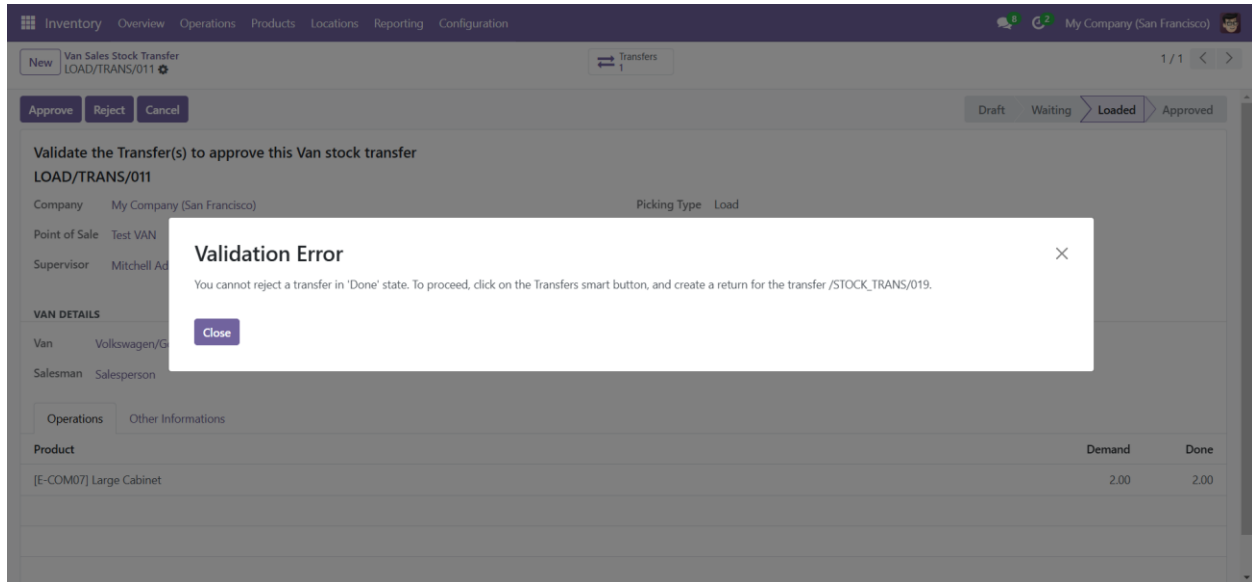 Inventory Overview Operations Products Locations Reporting Configuration 8 2 My Company (San Francisco)
New Van Sales Stock Transfer Transfers 1 / 1
LOAD/TRANS/011 1
Approve Reject Cancel Draft Waiting Loaded Approved
Validate the Transfer(s) to approve this Van stock transfer
LOAD/TRANS/011
Company My Company (San Francisco) Picking Type Load
Point of Sale Test VAN
Supervisor Mitchell Ad
Validation Error
You cannot reject a transfer in 'Done' state. To proceed, click on the Transfers smart button, and create a return for the transfer /STOCK_TRANS/019.
Close
VAN DETAILS
Van Volkswagen/G
Salesman Salesperson
Operations Other Informations
Product Demand Done
[E-COM07] Large Cabinet 2.00 2.00